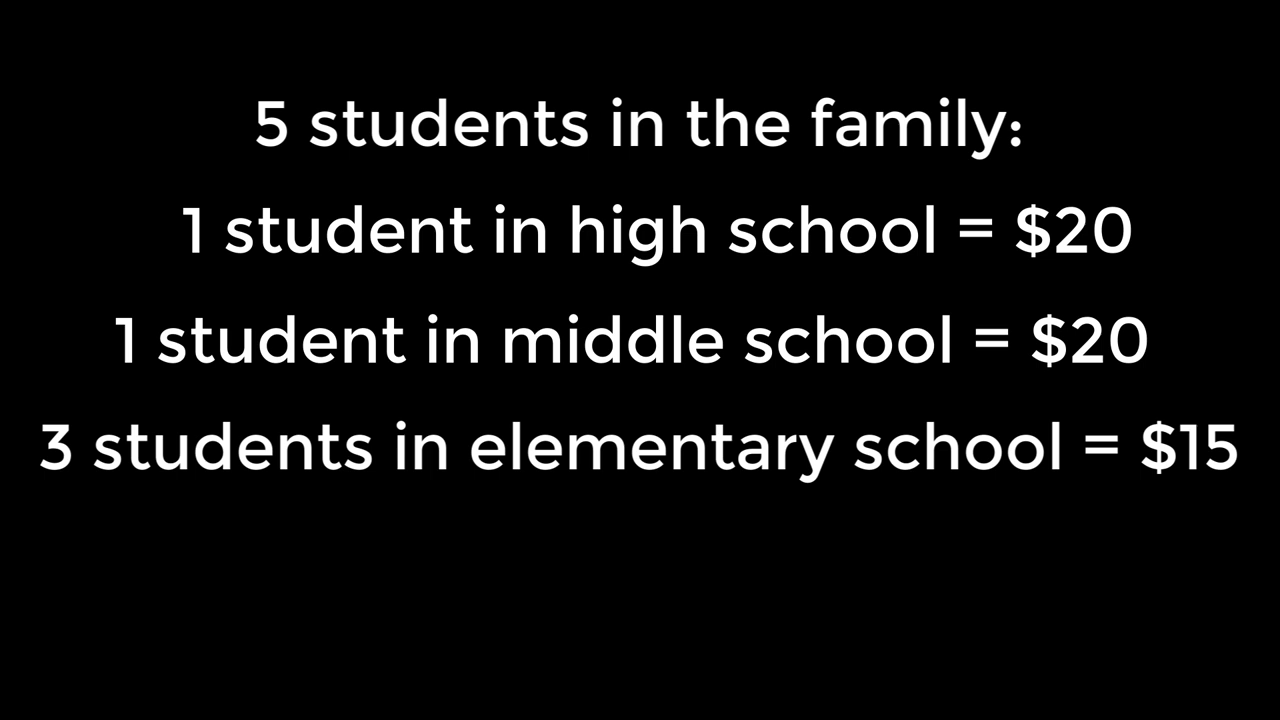 5 students in the family:
1 student in high school = $20
1 student in middle school = $20
3 students in elementary school = $15